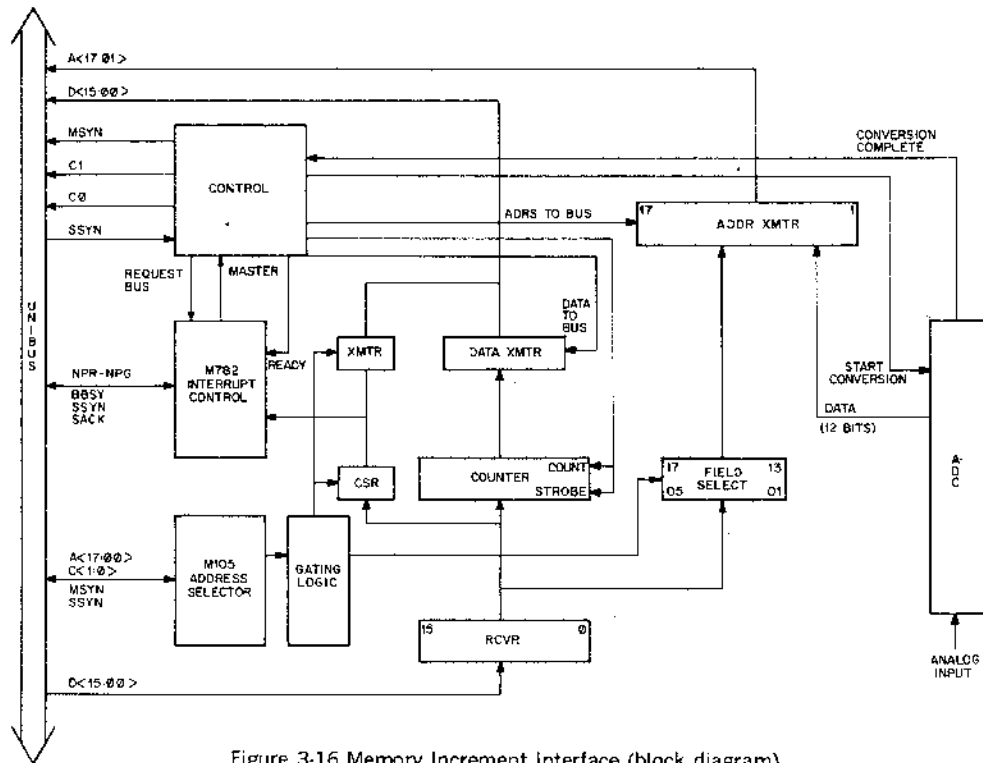 A<17:01>
D<15:00>
MSYN
C1
C0
SSYN
CONTROL
CONVERSION
COMPLETE
ADRS TO BUS
17
1
ADDR XMTR
REQUEST
BUS
MASTER
UNIBUS
NPR-NPG
BBSY
SSYN
SACK
M782
INTERRUPT
CONTROL
READY
XMTR
DATA
TO
BUS
DATA XMTR
START
CONVERSION
DATA
(12 BITS)
CSR
COUNTER
COUNT
STROBE
17
13
FIELD
SELECT
05
01
ADC
A<17:00>
C<1:0>
MSYN
SSYN
M105
ADDRESS
SELECTOR
GATING
LOGIC
15
0
RCVR
ANALOG
INPUT
D<15:00>
Figure 3-16 Memory Increment Interface (block diagram)